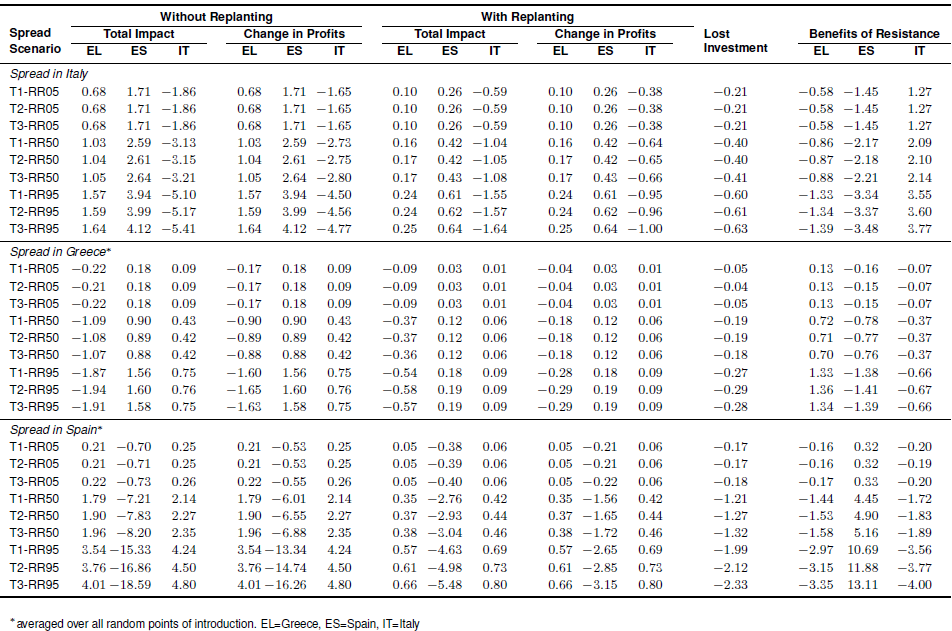 Without Replanting With Replanting
Spread Total Impact Change in Profits Total Impact Change in Profits Lost Benefits of Resistance
Scenario EL ES IT EL ES IT EL ES IT EL ES IT Investment EL ES IT
Spread in Italy
T1-RR05 0.68 1.71 −1.86 0.68 1.71 −1.65 0.10 0.26 −0.59 0.10 0.26 −0.38 −0.21 −0.58 −1.45 1.27
T2-RR05 0.68 1.71 −1.86 0.68 1.71 −1.65 0.10 0.26 −0.59 0.10 0.26 −0.38 −0.21 −0.58 −1.45 1.27
T3-RR05 0.68 1.71 −1.86 0.68 1.71 −1.65 0.10 0.26 −0.59 0.10 0.26 −0.38 −0.21 −0.58 −1.45 1.27
T1-RR50 1.03 2.59 −3.13 1.03 2.59 −2.73 0.16 0.42 −1.04 0.16 0.42 −0.64 −0.40 −0.86 −2.17 2.09
T2-RR50 1.04 2.61 −3.15 1.04 2.61 −2.75 0.17 0.42 −1.05 0.17 0.42 −0.65 −0.40 −0.87 −2.18 2.10
T3-RR50 1.05 2.64 −3.21 1.05 2.64 −2.80 0.17 0.43 −1.08 0.17 0.43 −0.66 −0.41 −0.88 −2.21 2.14
T1-RR95 1.57 3.94 −5.10 1.57 3.94 −4.50 0.24 0.61 −1.55 0.24 0.61 −0.95 −0.60 −1.33 −3.34 3.55
T2-RR95 1.59 3.99 −5.17 1.59 3.99 −4.56 0.24 0.62 −1.57 0.24 0.62 −0.96 −0.61 −1.34 −3.37 3.60
T3-RR95 1.64 4.12 −5.41 1.64 4.12 −4.77 0.25 0.64 −1.64 0.25 0.64 −1.00 −0.63 −1.39 −3.48 3.77
Spread in Greece*
T1-RR05 −0.22 0.18 0.09 −0.17 0.18 0.09 −0.09 0.03 0.01 −0.04 0.03 0.01 −0.05 0.13 −0.16 −0.07
T2-RR05 −0.21 0.18 0.09 −0.17 0.18 0.09 −0.09 0.03 0.01 −0.04 0.03 0.01 −0.04 0.13 −0.15 −0.07
T3-RR05 −0.22 0.18 0.09 −0.17 0.18 0.09 −0.09 0.03 0.01 −0.04 0.03 0.01 −0.05 0.13 −0.15 −0.07
T1-RR50 −1.09 0.90 0.43 −0.90 0.90 0.43 −0.37 0.12 0.06 −0.18 0.12 0.06 −0.19 0.72 −0.78 −0.37
T2-RR50 −1.08 0.89 0.42 −0.89 0.89 0.42 −0.37 0.12 0.06 −0.18 0.12 0.06 −0.19 0.71 −0.77 −0.37
T3-RR50 −1.07 0.88 0.42 −0.88 0.88 0.42 −0.36 0.12 0.06 −0.18 0.12 0.06 −0.18 0.70 −0.76 −0.37
T1-RR95 −1.87 1.56 0.75 −1.60 1.56 0.75 −0.54 0.18 0.09 −0.28 0.18 0.09 −0.27 1.33 −1.38 −0.66
T2-RR95 −1.94 1.60 0.76 −1.65 1.60 0.76 −0.58 0.19 0.09 −0.29 0.19 0.09 −0.29 1.36 −1.41 −0.67
T3-RR95 −1.91 1.58 0.75 −1.63 1.58 0.75 −0.57 0.19 0.09 −0.29 0.19 0.09 −0.28 1.34 −1.39 −0.66
Spread in Spain*
T1-RR05 0.21 −0.70 0.25 0.21 −0.53 0.25 0.05 −0.38 0.06 0.05 −0.21 0.06 −0.17 −0.16 0.32 −0.20
T2-RR05 0.21 −0.71 0.25 0.21 −0.53 0.25 0.05 −0.39 0.06 0.05 −0.21 0.06 −0.17 −0.16 0.32 −0.19
T3-RR05 0.22 −0.73 0.26 0.22 −0.55 0.26 0.05 −0.40 0.06 0.05 −0.22 0.06 −0.18 −0.17 0.33 −0.20
T1-RR50 1.79 −7.21 2.14 1.79 −6.01 2.14 0.35 −2.76 0.42 0.35 −1.56 0.42 −1.21 −1.44 4.45 −1.72
T2-RR50 1.90 −7.83 2.27 1.90 −6.55 2.27 0.37 −2.93 0.44 0.37 −1.65 0.44 −1.27 −1.53 4.90 −1.83
T3-RR50 1.96 −8.20 2.35 1.96 −6.88 2.35 0.38 −3.04 0.46 0.38 −1.72 0.46 −1.32 −1.58 5.16 −1.89
T1-RR95 3.54 −15.33 4.24 3.54 −13.34 4.24 0.57 −4.63 0.69 0.57 −2.65 0.69 −1.99 −2.97 10.69 −3.56
T2-RR95 3.76 −16.86 4.50 3.76 −14.74 4.50 0.61 −4.98 0.73 0.61 −2.85 0.73 −2.12 −3.15 11.88 −3.77
T3-RR95 4.01 −18.59 4.80 4.01 −16.26 4.80 0.66 −5.48 0.80 0.66 −3.15 0.80 −2.33 −3.35 13.11 −4.00
*averaged over all random points of introduction. EL=Greece, ES=Spain, IT=Italy